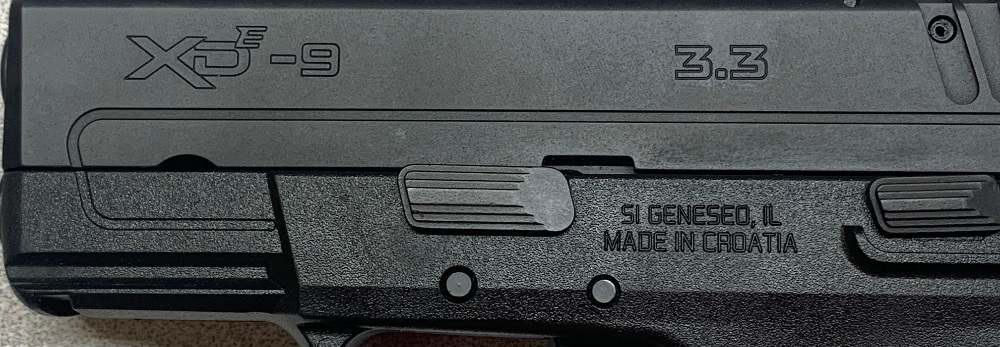 XDE-9
3.3
SI GENESEO, IL
MADE IN CROATIA